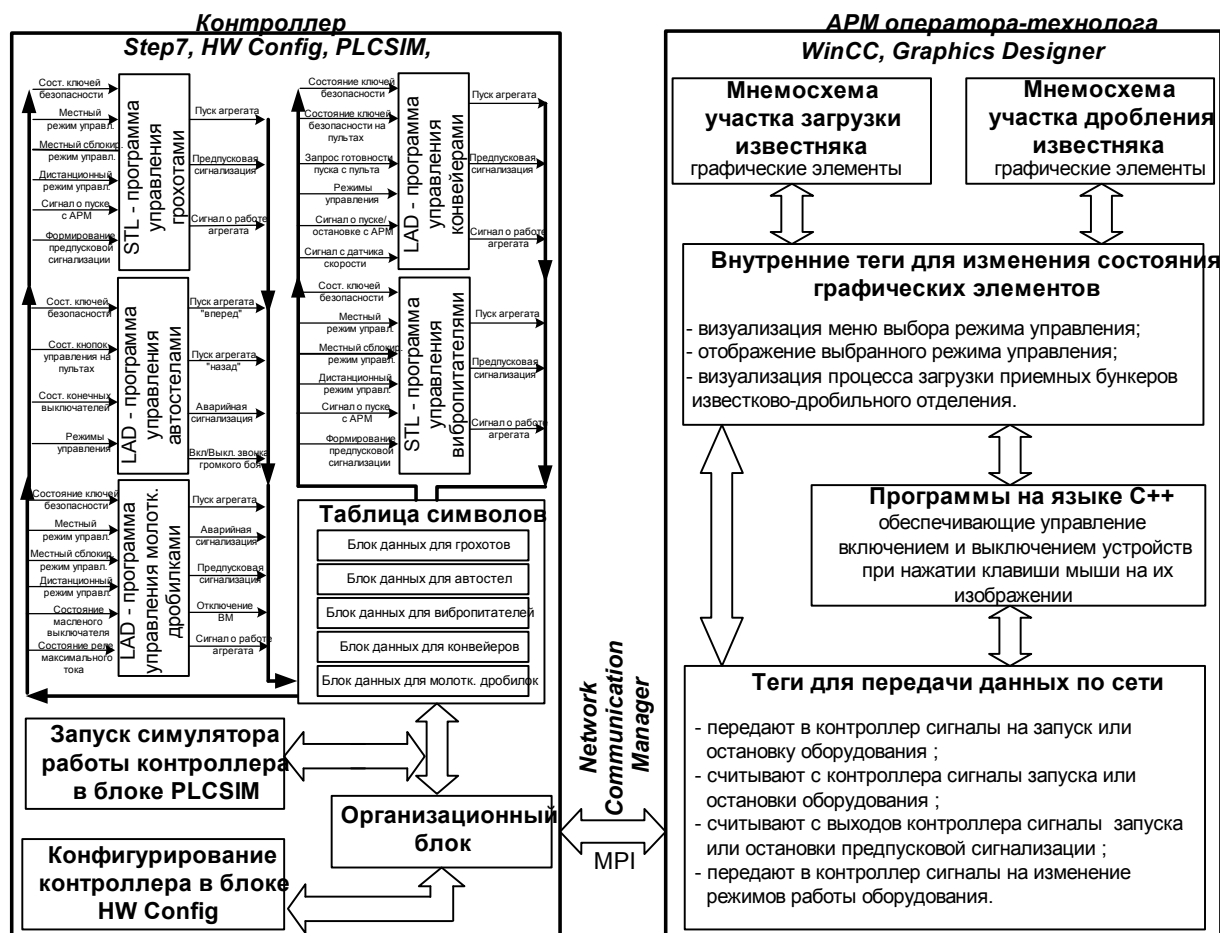 Контроллер
Step7, HW Config, PLCSIM,
Сост. ключей
безопасности
Местный
режим управл.
Местный сблокир.
режим управл.
Дистанционный
режим управл.
Сигнал о пуске
с АРМ
Формирование
предпусковой
сигнализации
STL - программа
управления
грохотами
Пуск агрегата
Предпусковая
сигнализация
Сигнал о работе
агрегата
Сост. ключей
безопасности
Сост. кнопок
управления на
пультах
Сост. конечных
выключателей
Режимы
управления
LAD - программа
управления
автостелами
Пуск агрегата
"вперед"
Пуск агрегата
"назад"
Аварийная
сигнализация
Вкл/Выкл. звонка
громкого боя
Состояние ключей
безопасности
Местный
режим управл.
Местный сблокир.
режим управл.
Дистанционный
режим управл.
Состояние
масленого
выключателя
Состояние реле
максимального
тока
LAD - программа
управления молотк.
дробилками
Пуск агрегата
Аварийная
сигнализация
Предпусковая
сигнализация
Отключение
ВМ
Сигнал о работе
агрегата
Состояние ключей
безопасности
Состояние ключей
безопасности на
пультах
Запрос готовности
пуска с пульта
Режимы
управления
Сигнал о пуске/
остановке с АРМ
Сигнал с датчика
скорости
LAD - программа
управления
конвейерами
Пуск агрегата
Предпусковая
сигнализация
Сигнал о работе
агрегата
Сост. ключей
безопасности
Местный
режим управл.
Местный сблокир.
режим управл.
Дистанционный
режим управл.
Сигнал о пуске
с АРМ
Формирование
предпусковой
сигнализации
STL - программа
управления
вибропитателями
Пуск агрегата
Предпусковая
сигнализация
Сигнал о работе
агрегата
Таблица символов
Блок данных для грохотов
Блок данных для автостел
Блок данных для вибропитателей
Блок данных для конвейеров
Блок данных для молотк. дробилок
Запуск симулятора
работы контроллера
в блоке PLCSIM
Организационный
блок
Конфигурирование
контроллера в блоке
HW Config
Network
Communication
Manager
MPI
АРМ оператора-технолога
WinCC, Graphics Designer
Мнемосхема
участка загрузки
известняка
графические элементы
Мнемосхема
участка дробления
известняка
графические элементы
Внутренние теги для изменения состояния
графических элементов
- визуализация меню выбора режима управления;
- отображение выбранного режима управления;
- визуализация процесса загрузки приемных бункеров
известково-дробильного отделения.
Программы на языке C++
обеспечивающие управление
включением и выключением устройств
при нажатии клавиши мыши на их
изображении
Теги для передачи данных по сети
- передают в контроллер сигналы на запуск или
остановку оборудования ;
- считывают с контроллера сигналы запуска или
остановки оборудования ;
- считывают с выходов контроллера сигналы запуска
или остановки предпусковой сигнализации ;
- передают в контроллер сигналы на изменение
режимов работы оборудования.